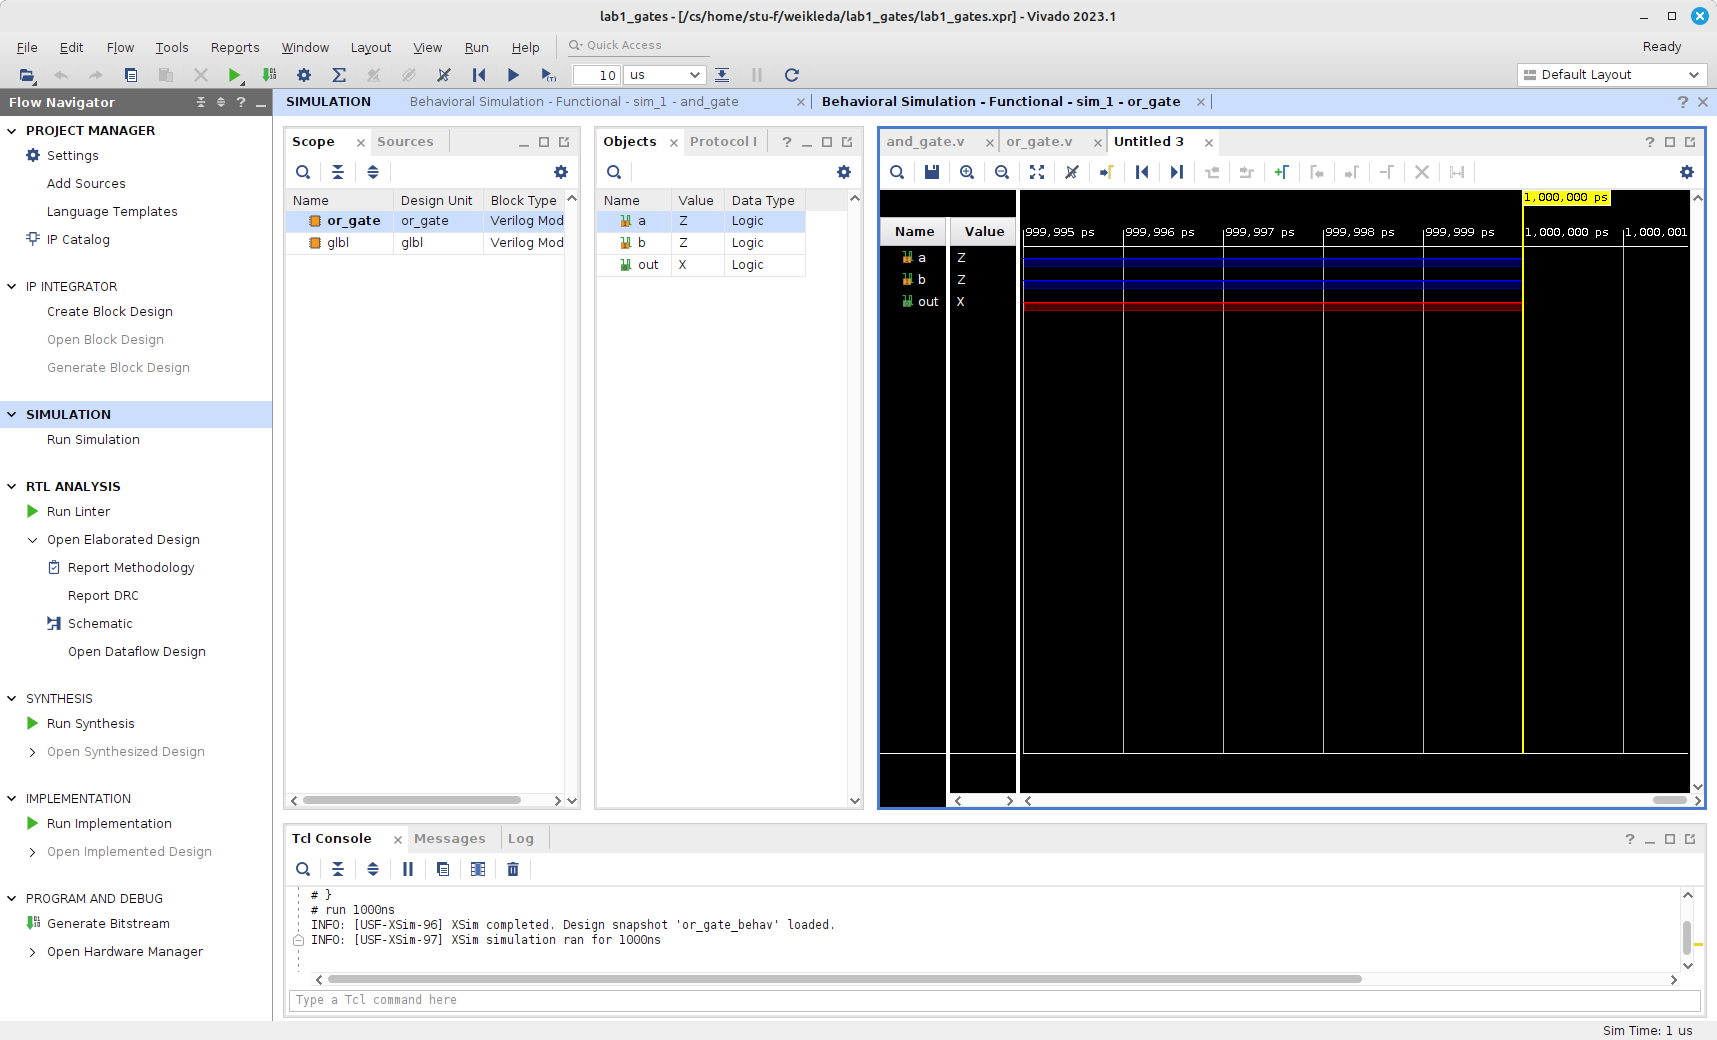 lab1_gates - [/cs/home/stu-f/weikleda/lab1_gates/lab1_gates.xpr] - Vivado 2023.1
File Edit Flow Tools Reports Window Layout View Run Help Quick Access Ready
10 us Default Layout
Flow Navigator
SIMULATION Behavioral Simulation - Functional - sim_1 - and_gate Behavioral Simulation - Functional - sim_1 - or_gate
PROJECT MANAGER
Settings
Add Sources
Language Templates
IP Catalog
IP INTEGRATOR
Create Block Design
Open Block Design
Generate Block Design
SIMULATION
Run Simulation
RTL ANALYSIS
Run Linter
Open Elaborated Design
Report Methodology
Report DRC
Schematic
Open Dataflow Design
SYNTHESIS
Run Synthesis
Open Synthesized Design
IMPLEMENTATION
Run Implementation
Open Implemented Design
PROGRAM AND DEBUG
Generate Bitstream
Open Hardware Manager
Scope Sources
Name Design Unit Block Type
or_gate or_gate Verilog Mod
glbl glbl Verilog Mod
Objects Protocol I
Name Value Data Type
a Z Logic
b Z Logic
out X Logic
and_gate.v or_gate.v Untitled 3
1,000,000 ps
Name Value 999,995 ps 999,996 ps 999,997 ps 999,998 ps 999,999 ps 1,000,000 ps 1,000,001
a Z
b Z
out X
Tcl Console Messages Log
# }
# run 1000ns
INFO: [USF-XSim-96] XSim completed. Design snapshot 'or_gate_behav' loaded.
INFO: [USF-XSim-97] XSim simulation ran for 1000ns
Type a Tcl command here
Sim Time: 1 us